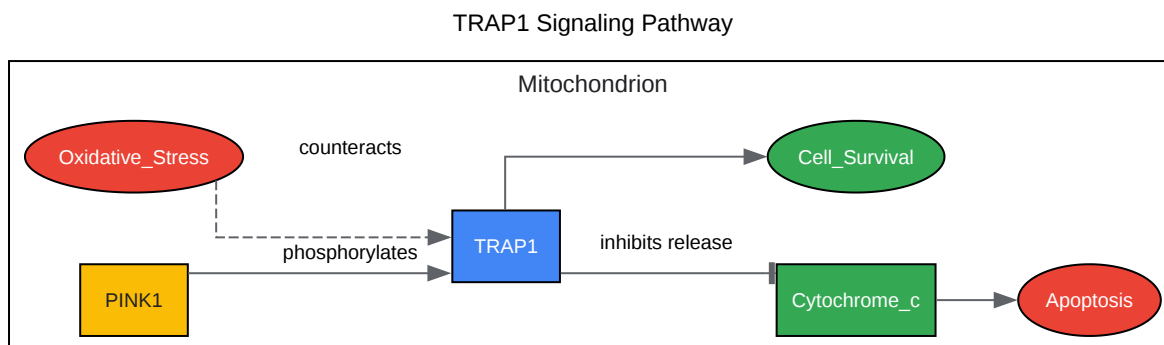 TRAP1 Signaling Pathway
Mitochondrion
Oxidative_Stress
counteracts
Cell_Survival
phosphorylates
TRAP1
inhibits release
PINK1
Cytochrome_c
Apoptosis